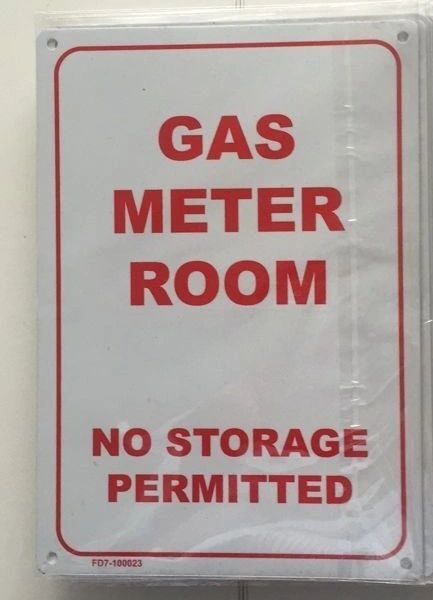 GAS
METER
ROOM
NO STORAGE
PERMITTED
FD7-100023